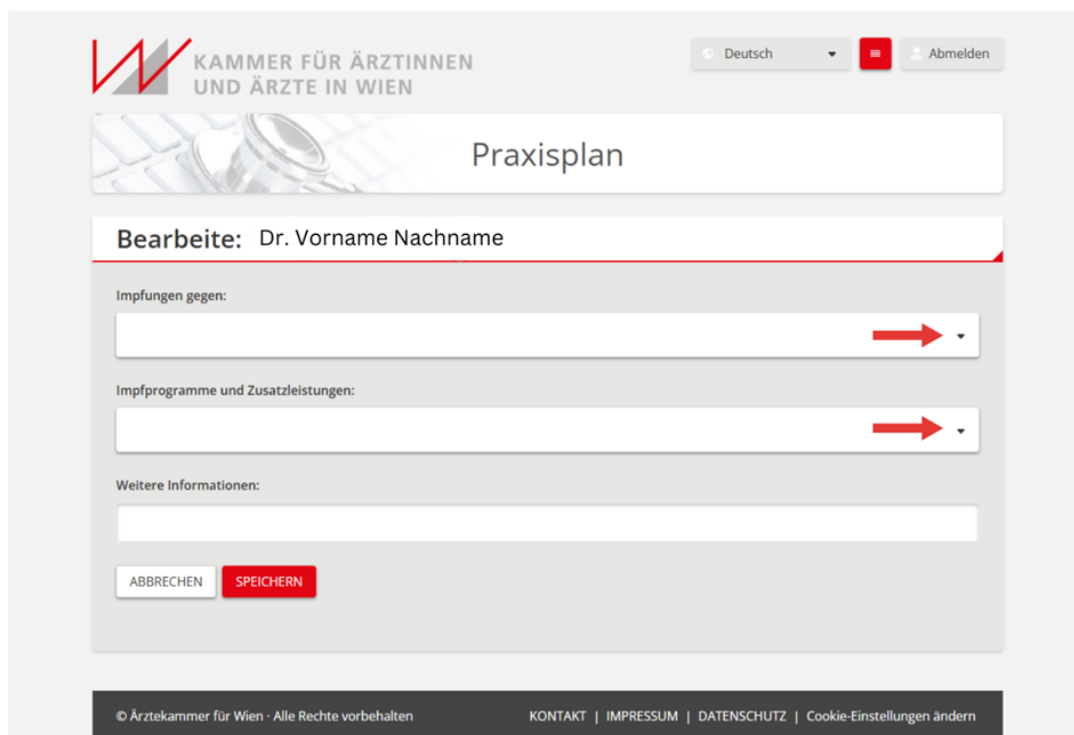 KAMMER FÜR ÄRZTINNEN
UND ÄRZTE IN WIEN
Deutsch
Abmelden
Praxisplan
Bearbeite: Dr. Vorname Nachname
Impfungen gegen:
Impfprogramme und Zusatzleistungen:
Weitere Informationen:
ABBRECHEN SPEICHERN
© Ärztekammer für Wien · Alle Rechte vorbehalten KONTAKT | IMPRESSUM | DATENSCHUTZ | Cookie-Einstellungen ändern